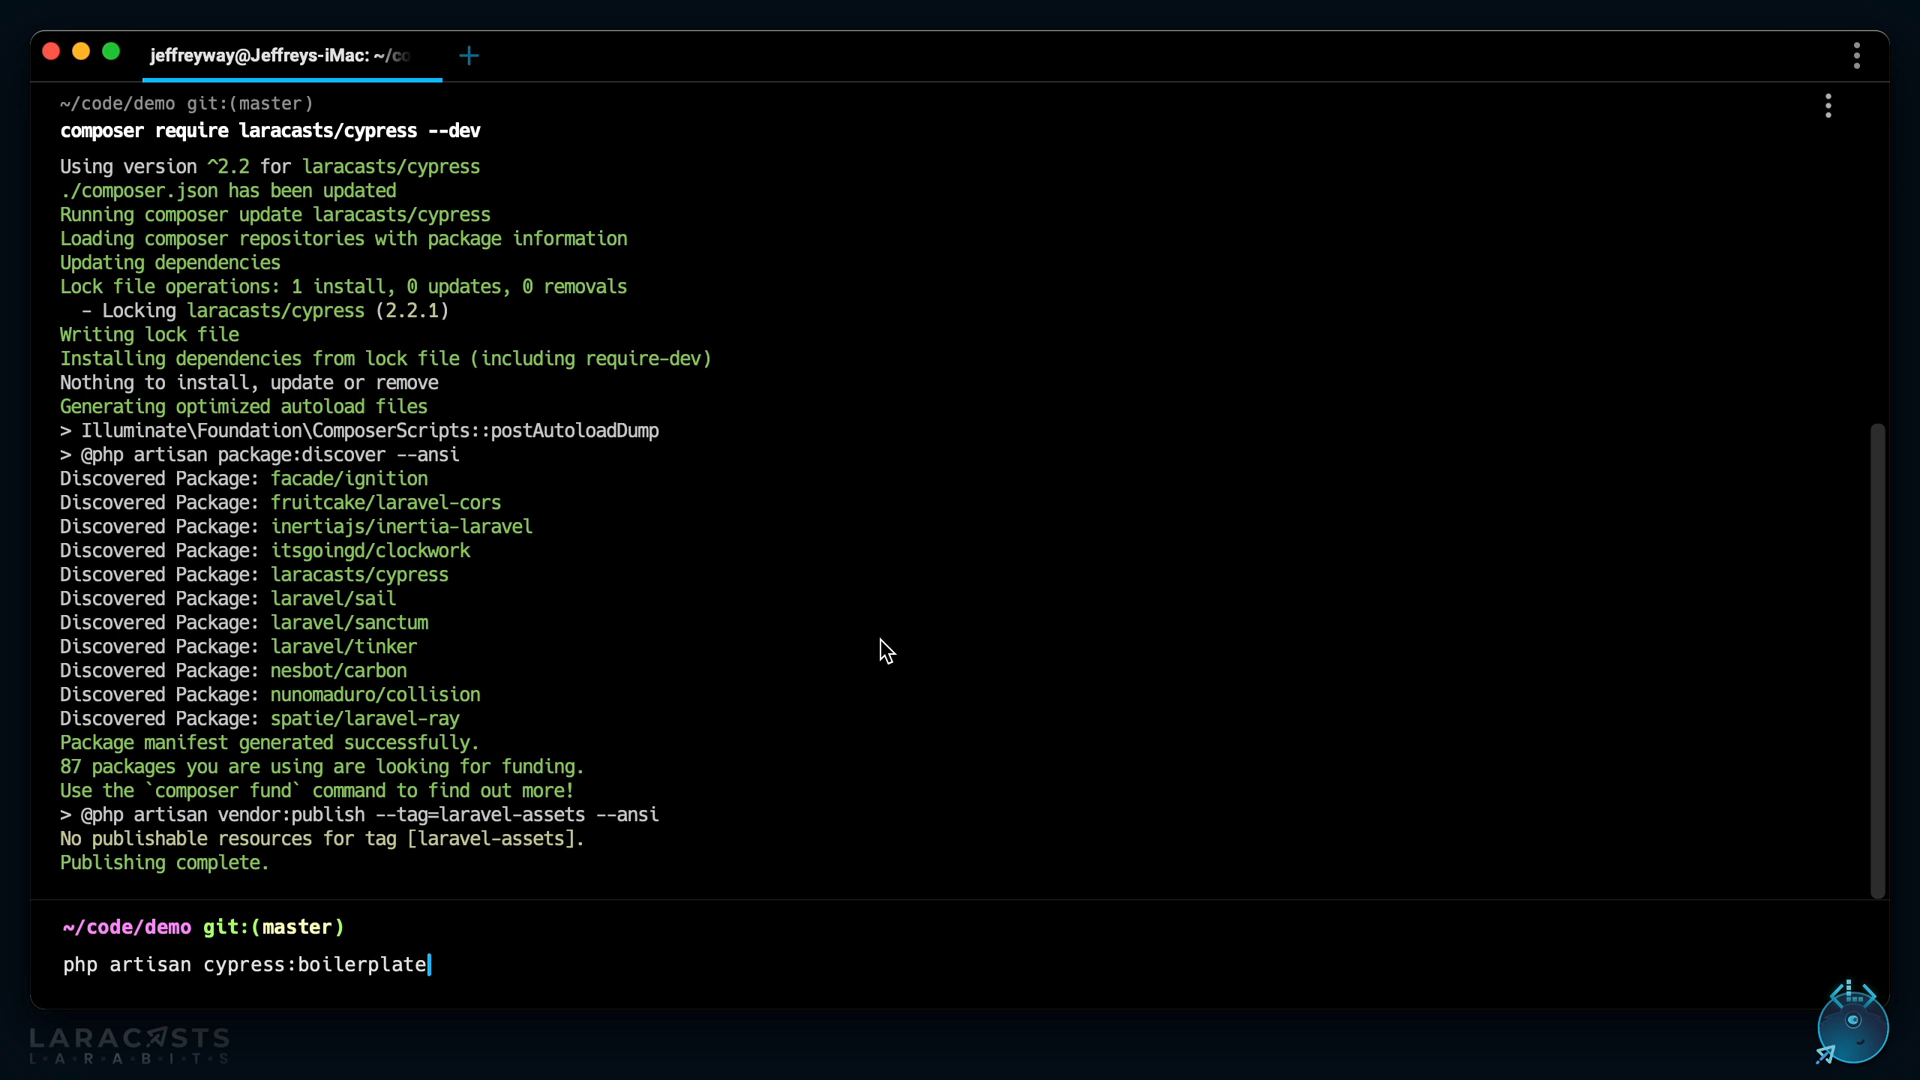 jeffreyway@Jeffreys-iMac: ~/co
~/code/demo git:(master)
composer require laracasts/cypress --dev
Using version ^2.2 for laracasts/cypress
./composer.json has been updated
Running composer update laracasts/cypress
Loading composer repositories with package information
Updating dependencies
Lock file operations: 1 install, 0 updates, 0 removals
  - Locking laracasts/cypress (2.2.1)
Writing lock file
Installing dependencies from lock file (including require-dev)
Nothing to install, update or remove
Generating optimized autoload files
> Illuminate\Foundation\ComposerScripts::postAutoloadDump
> @php artisan package:discover --ansi
Discovered Package: facade/ignition
Discovered Package: fruitcake/laravel-cors
Discovered Package: inertiajs/inertia-laravel
Discovered Package: itsgoingd/clockwork
Discovered Package: laracasts/cypress
Discovered Package: laravel/sail
Discovered Package: laravel/sanctum
Discovered Package: laravel/tinker
Discovered Package: nesbot/carbon
Discovered Package: nunomaduro/collision
Discovered Package: spatie/laravel-ray
Package manifest generated successfully.
87 packages you are using are looking for funding.
Use the `composer fund` command to find out more!
> @php artisan vendor:publish --tag=laravel-assets --ansi
No publishable resources for tag [laravel-assets].
Publishing complete.
~/code/demo git:(master)
php artisan cypress:boilerplate
LARACASTS
L·A·R·A·B·I·T·S